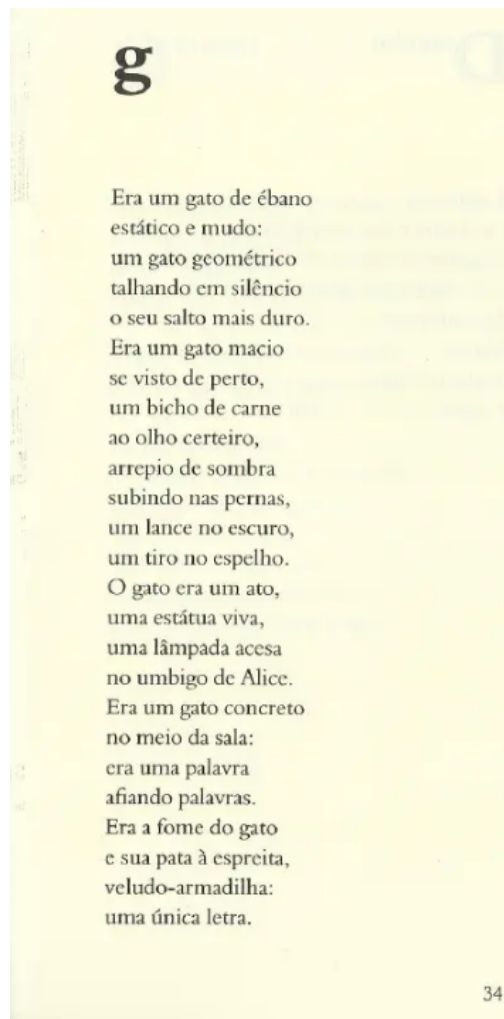 g
Era um gato de ébano
estático e mudo:
um gato geométrico
talhando em silêncio
o seu salto mais duro.
Era um gato macio
se visto de perto,
um bicho de carne
ao olho certeiro,
arrepio de sombra
subindo nas pernas,
um lance no escuro,
um tiro no espelho.
O gato era um ato,
uma estátua viva,
uma lâmpada acesa
no umbigo de Alice.
Era um gato concreto
no meio da sala:
era uma palavra
afiando palavras.
Era a fome do gato
e sua pata à espreita,
veludo-armadilha:
uma única letra.
34